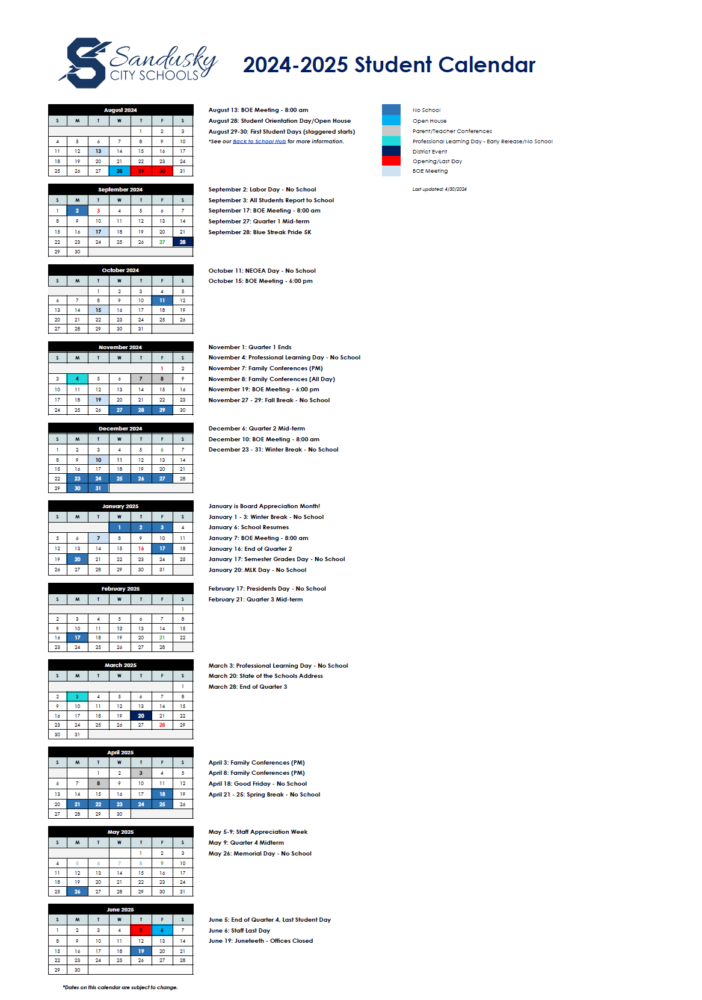 Sandusky
CITY SCHOOLS
2024-2025 Student Calendar
August 2024
S M T W T F S
1 2 3
4 5 6 7 8 9 10
11 12 13 14 15 16 17
18 19 20 21 22 23 24
25 26 27 28 29 30 31
August 13: BOE Meeting - 8:00 am
August 28: Student Orientation Day/Open House
August 29-30: First Student Days (staggered starts)
*See our Back to School Hub for more information.
No School
Open House
Parent/Teacher Conferences
Professional Learning Day - Early Release/No School
District Event
Opening/Last Day
BOE Meeting
Last updated: 4/30/2024
September 2024
S M T W T F S
1 2 3 4 5 6 7
8 9 10 11 12 13 14
15 16 17 18 19 20 21
22 23 24 25 26 27 28
29 30
September 2: Labor Day - No School
September 3: All Students Report to School
September 17: BOE Meeting - 8:00 am
September 27: Quarter 1 Mid-term
September 28: Blue Streak Pride 5K
October 2024
S M T W T F S
1 2 3 4 5
6 7 8 9 10 11 12
13 14 15 16 17 18 19
20 21 22 23 24 25 26
27 28 29 30 31
October 11: NEOEA Day - No School
October 15: BOE Meeting - 6:00 pm
November 2024
S M T W T F S
1 2
3 4 5 6 7 8 9
10 11 12 13 14 15 16
17 18 19 20 21 22 23
24 25 26 27 28 29 30
November 1: Quarter 1 Ends
November 4: Professional Learning Day - No School
November 7: Family Conferences (PM)
November 8: Family Conferences (All Day)
November 19: BOE Meeting - 6:00 pm
November 27 - 29: Fall Break - No School
December 2024
S M T W T F S
1 2 3 4 5 6 7
8 9 10 11 12 13 14
15 16 17 18 19 20 21
22 23 24 25 26 27 28
29 30 31
December 6: Quarter 2 Mid-term
December 10: BOE Meeting - 8:00 am
December 23 - 31: Winter Break - No School
January 2025
S M T W T F S
1 2 3 4
5 6 7 8 9 10 11
12 13 14 15 16 17 18
19 20 21 22 23 24 25
26 27 28 29 30 31
January is Board Appreciation Month!
January 1 - 3: Winter Break - No School
January 6: School Resumes
January 7: BOE Meeting - 8:00 am
January 16: End of Quarter 2
January 17: Semester Grades Day - No School
January 20: MLK Day - No School
February 2025
S M T W T F S
1
2 3 4 5 6 7 8
9 10 11 12 13 14 15
16 17 18 19 20 21 22
23 24 25 26 27 28
February 17: Presidents Day - No School
February 21: Quarter 3 Mid-term
March 2025
S M T W T F S
1
2 3 4 5 6 7 8
9 10 11 12 13 14 15
16 17 18 19 20 21 22
23 24 25 26 27 28 29
30 31
March 3: Professional Learning Day - No School
March 20: State of the Schools Address
March 28: End of Quarter 3
April 2025
S M T W T F S
1 2 3 4 5
6 7 8 9 10 11 12
13 14 15 16 17 18 19
20 21 22 23 24 25 26
27 28 29 30
April 3: Family Conferences (PM)
April 8: Family Conferences (PM)
April 18: Good Friday - No School
April 21 - 25: Spring Break - No School
May 2025
S M T W T F S
1 2 3
4 5 6 7 8 9 10
11 12 13 14 15 16 17
18 19 20 21 22 23 24
25 26 27 28 29 30 31
May 5-9: Staff Appreciation Week
May 9: Quarter 4 Midterm
May 26: Memorial Day - No School
June 2025
S M T W T F S
1 2 3 4 5 6 7
8 9 10 11 12 13 14
15 16 17 18 19 20 21
22 23 24 25 26 27 28
29 30
June 5: End of Quarter 4, Last Student Day
June 6: Staff Last Day
June 19: Juneteeth - Offices Closed
*Dates on this calendar are subject to change.